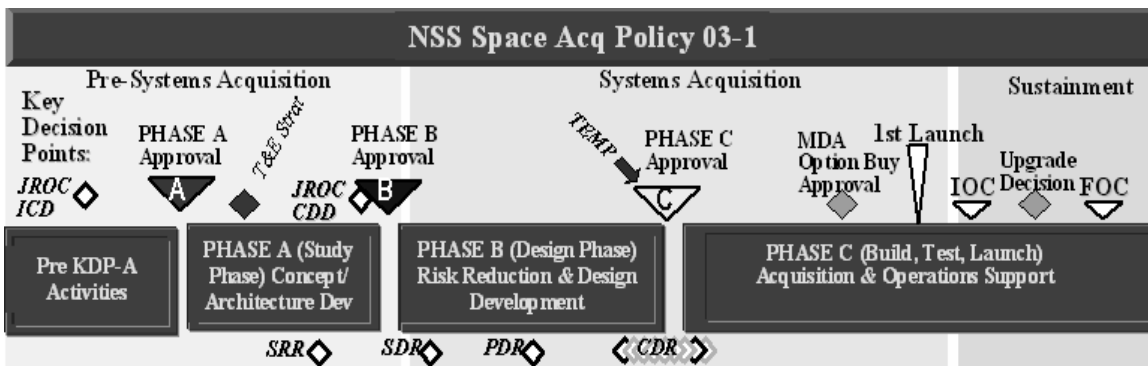 NSS Space Acq Policy 03-1
Pre-Systems Acquisition
Systems Acquisition
Sustainment
Key
Decision
Points:
JROC
ICD
PHASE A
Approval
A
T&E Strat
JROC
CDD
PHASE B
Approval
B
TEMP
PHASE C
Approval
C
MDA
Option Buy
Approval
1st Launch
IOC
Upgrade
Decision
FOC
Pre KDP-A
Activities
PHASE A (Study
Phase) Concept/
Architecture Dev
PHASE B (Design Phase)
Risk Reduction & Design
Development
PHASE C (Build, Test, Launch)
Acquisition & Operations Support
SRR
SDR
PDR
CDR